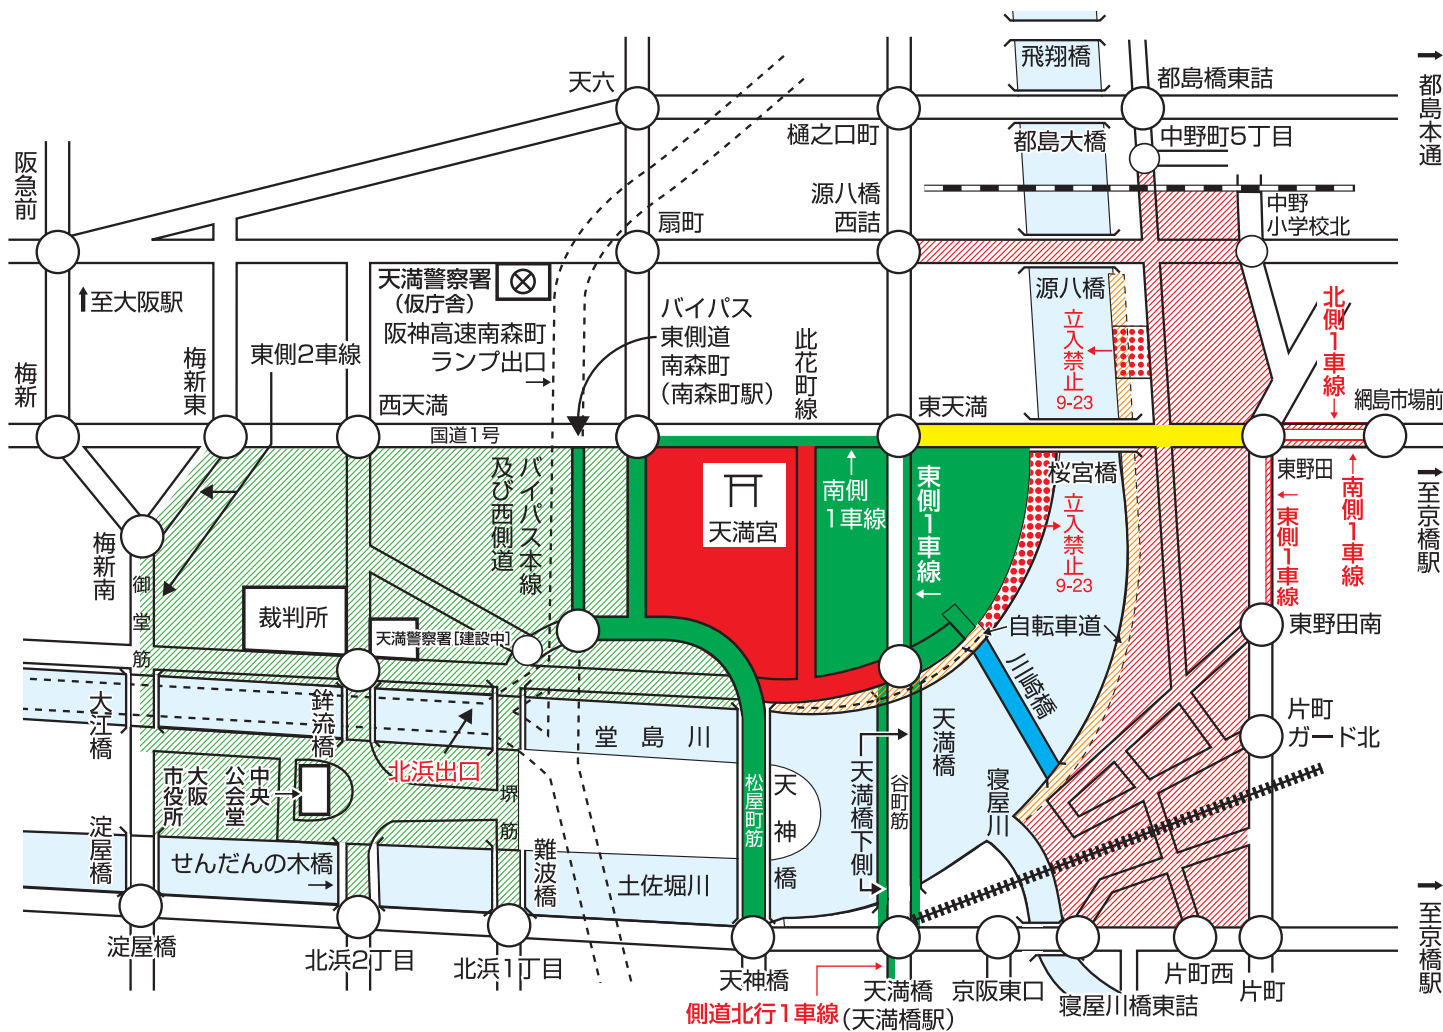 飛翔橋
都島橋東詰
天六
都島本通
樋之口町
都島大橋
中野町5丁目
阪急前
源八橋
西詰
扇町
中野
小学校北
天満警察署
（仮庁舎）
源八橋
至大阪駅
バイパス
東側道
南森町
（南森町駅）
阪神高速南森町
ランプ出口
北側1車線
立入禁止
9-23
此花町線
東側2車線
梅新
梅新東
西天満
東天満
網島市場前
国道1号
バイパス本線
及び西側道
天満宮
南側
1車線
東側1車線
桜宮橋
立入禁止
9-23
東野田
東側1車線
南側1車線
至京橋駅
梅新南
御堂筋
裁判所
天満警察署[建設中]
自転車道
東野田南
川崎橋
大江橋
鉾流橋
堂島川
天満橋
片町
ガード北
北浜出口
大阪
市役所
中央
公会堂
堺筋
松屋町筋
天神橋
天満橋下側
谷町筋
寝屋川
淀屋橋
せんだんの木橋
難波橋
土佐堀川
至京橋駅
淀屋橋
北浜2丁目
北浜1丁目
天神橋
天満橋
（天満橋駅）
京阪東口
寝屋川橋東詰
片町西
片町
側道北行1車線